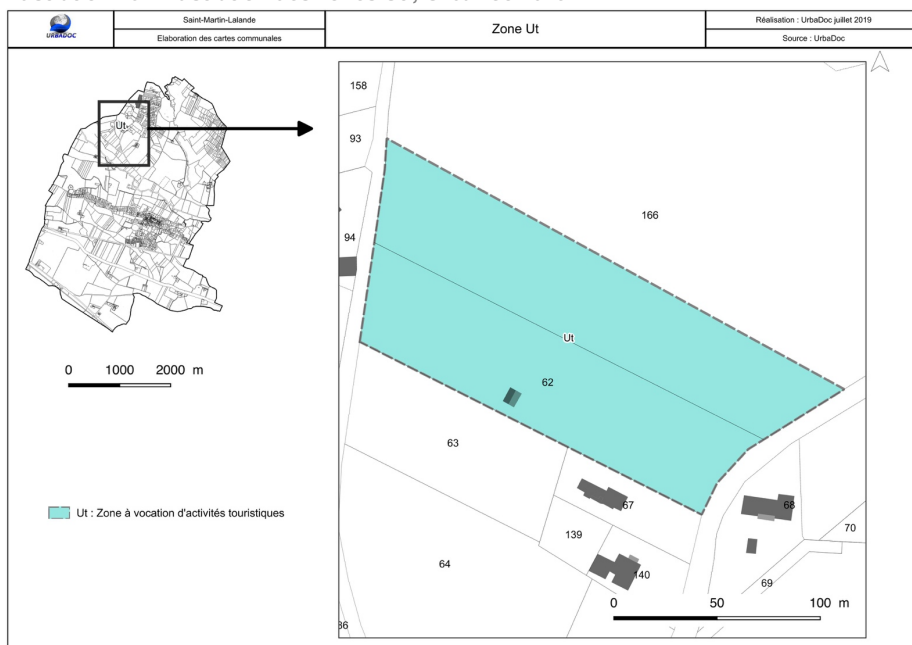 URBADOC
Saint-Martin-Lalande
Elaboration des cartes communales
Zone Ut
Réalisation : UrbaDoc juillet 2019
Source : UrbaDoc
Ut
0 1000 2000 m
Ut : Zone à vocation d'activités touristiques
158
93
166
94
Ut
62
63
67
68
70
139
64
140
69
0 50 100 m